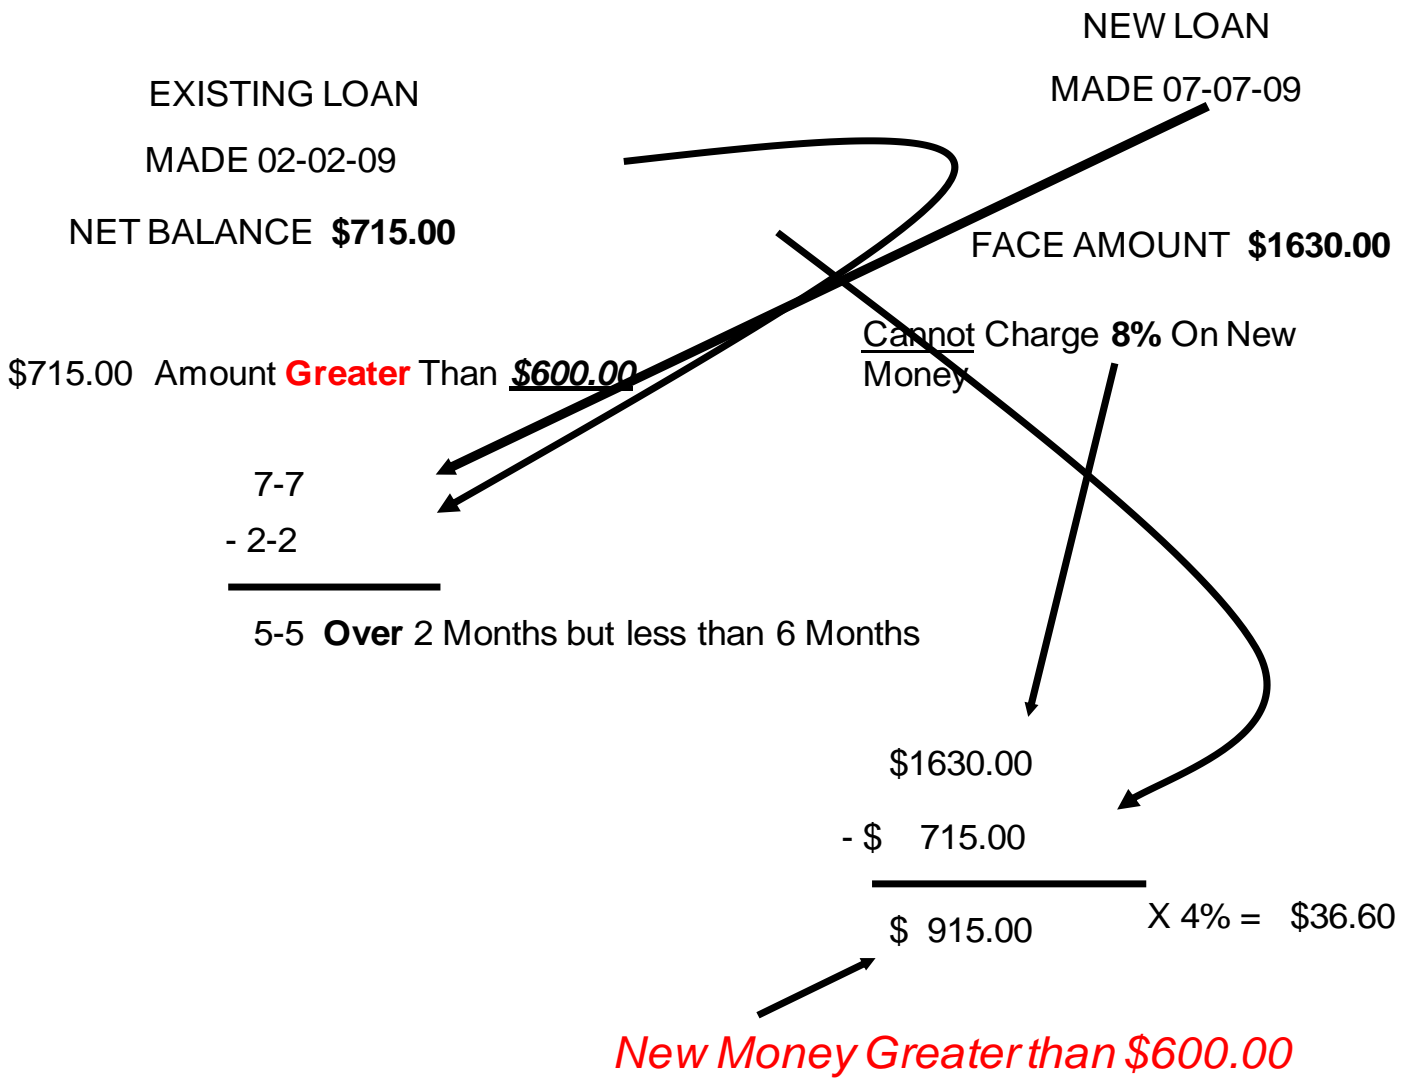 NEW LOAN
MADE 07-07-09
EXISTING LOAN
MADE 02-02-09
NET BALANCE $715.00
FACE AMOUNT $1630.00
Cannot Charge 8% On New
Money
$715.00 Amount Greater Than $600.00
7-7
- 2-2
5-5 Over 2 Months but less than 6 Months
$1630.00
- $ 715.00
$ 915.00
X 4% = $36.60
New Money Greater than $600.00